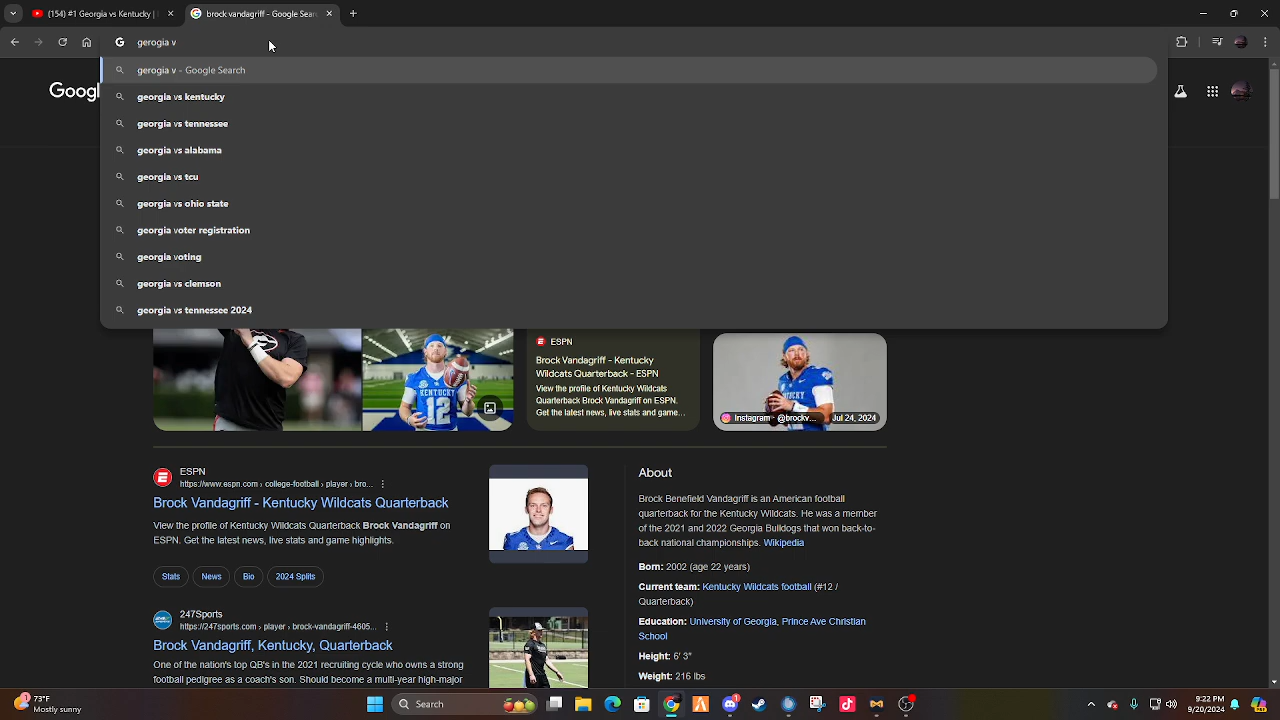 (154) #1 Georgia vs Kentucky |
brock vandagriff - Google Sear
gerogia v
gerogia v - Google Search
georgia vs kentucky
georgia vs tennessee
georgia vs alabama
georgia vs tcu
georgia vs ohio state
georgia voter registration
georgia voting
georgia vs clemson
georgia vs tennessee 2024
Googl
KENTUCKY
12
ESPN
Brock Vandagriff - Kentucky
Wildcats Quarterback - ESPN
View the profile of Kentucky Wildcats
Quarterback Brock Vandagriff on ESPN.
Get the latest news, live stats and game...
KENTUCKY
Instagram · @brockv...
Jul 24, 2024
ESPN
https://www.espn.com › college-football › player › bro...
Brock Vandagriff - Kentucky Wildcats Quarterback
View the profile of Kentucky Wildcats Quarterback Brock Vandagriff on
ESPN. Get the latest news, live stats and game highlights.
Stats
News
Bio
2024 Splits
247Sports
https://247sports.com › player › brock-vandagriff-4605...
Brock Vandagriff, Kentucky, Quarterback
One of the nation's top QB's in the 2021 recruiting cycle who owns a strong
football pedigree as a coach's son. Should become a multi-year high-major
About
Brock Benefield Vandagriff is an American football
quarterback for the Kentucky Wildcats. He was a member
of the 2021 and 2022 Georgia Bulldogs that won back-to-
back national championships. Wikipedia
Born: 2002 (age 22 years)
Current team: Kentucky Wildcats football (#12 /
Quarterback)
Education: University of Georgia, Prince Ave Christian
School
Height: 6′ 3″
Weight: 216 lbs
73°F
Mostly sunny
Search
9:22 PM
9/20/2024